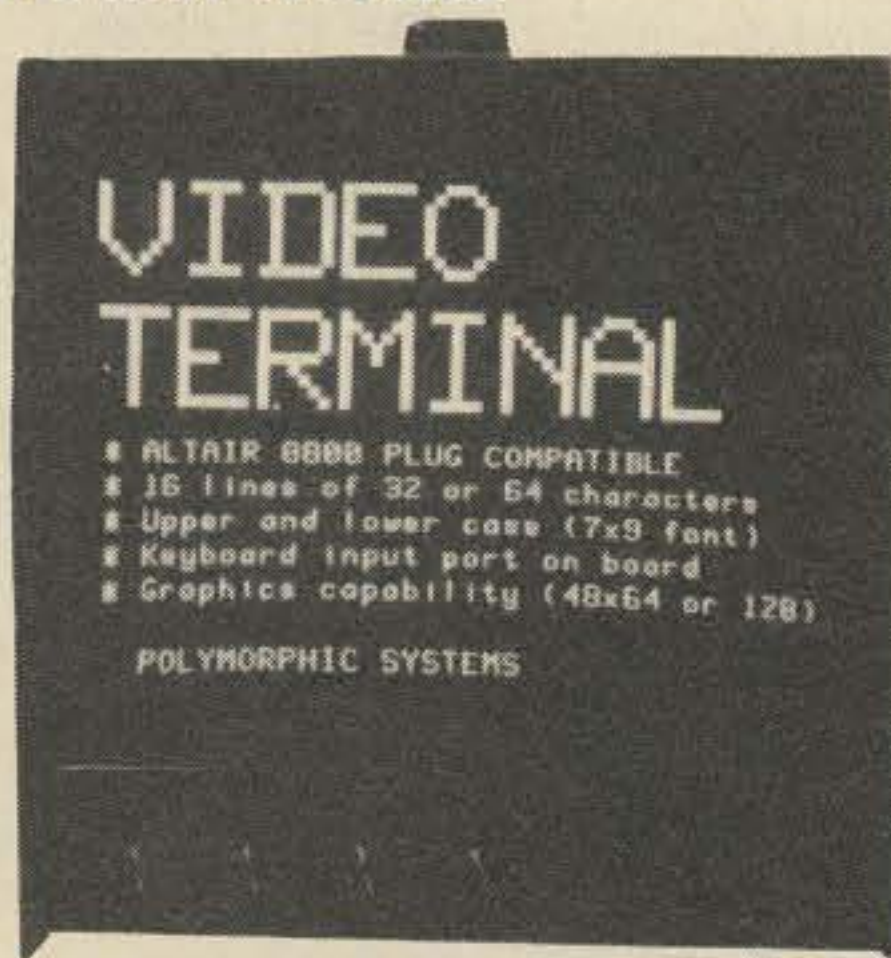 VIDEO
TERMINAL
* ALTAIR 8800 PLUG COMPATIBLE
* 16 lines of 32 or 64 characters
* Upper and lower case (7x9 font)
* Keyboard input port on board
* Graphics capability (48x64 or 128)
POLYMORPHIC SYSTEMS